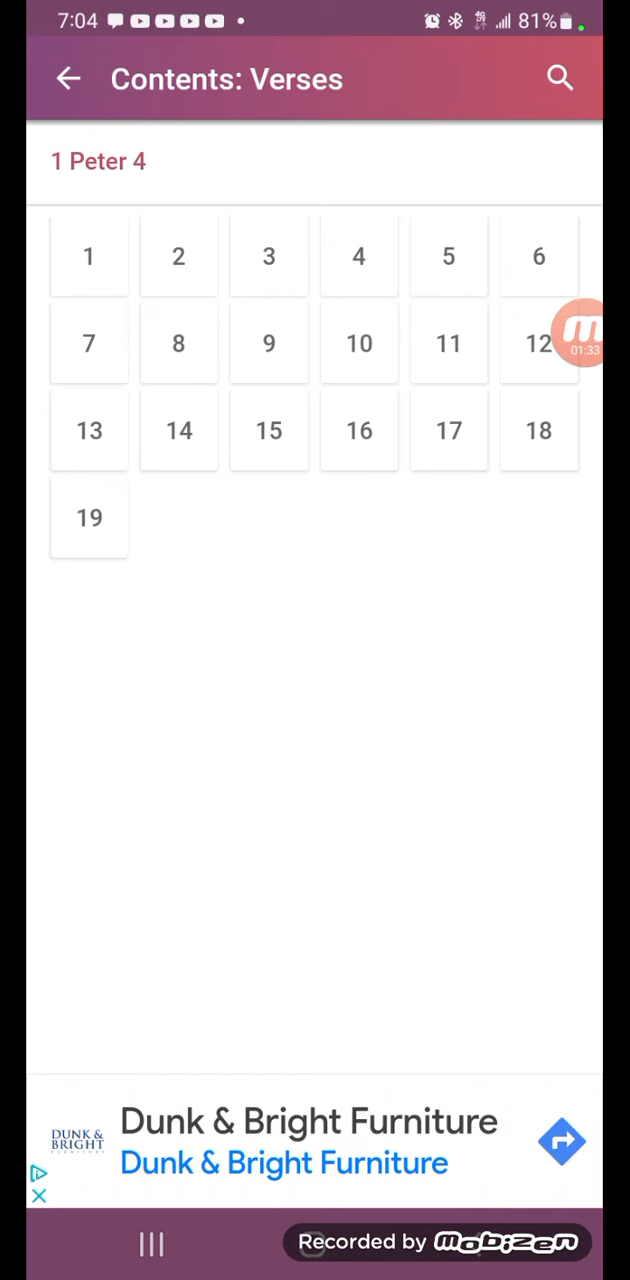 7:04 81%
Contents: Verses
1 Peter 4
1 2 3 4 5 6
7 8 9 10 11 12
01:33
13 14 15 16 17 18
19
Dunk & Bright Furniture
DUNK & BRIGHT
FURNITURE
Dunk & Bright Furniture
Recorded by mobizen